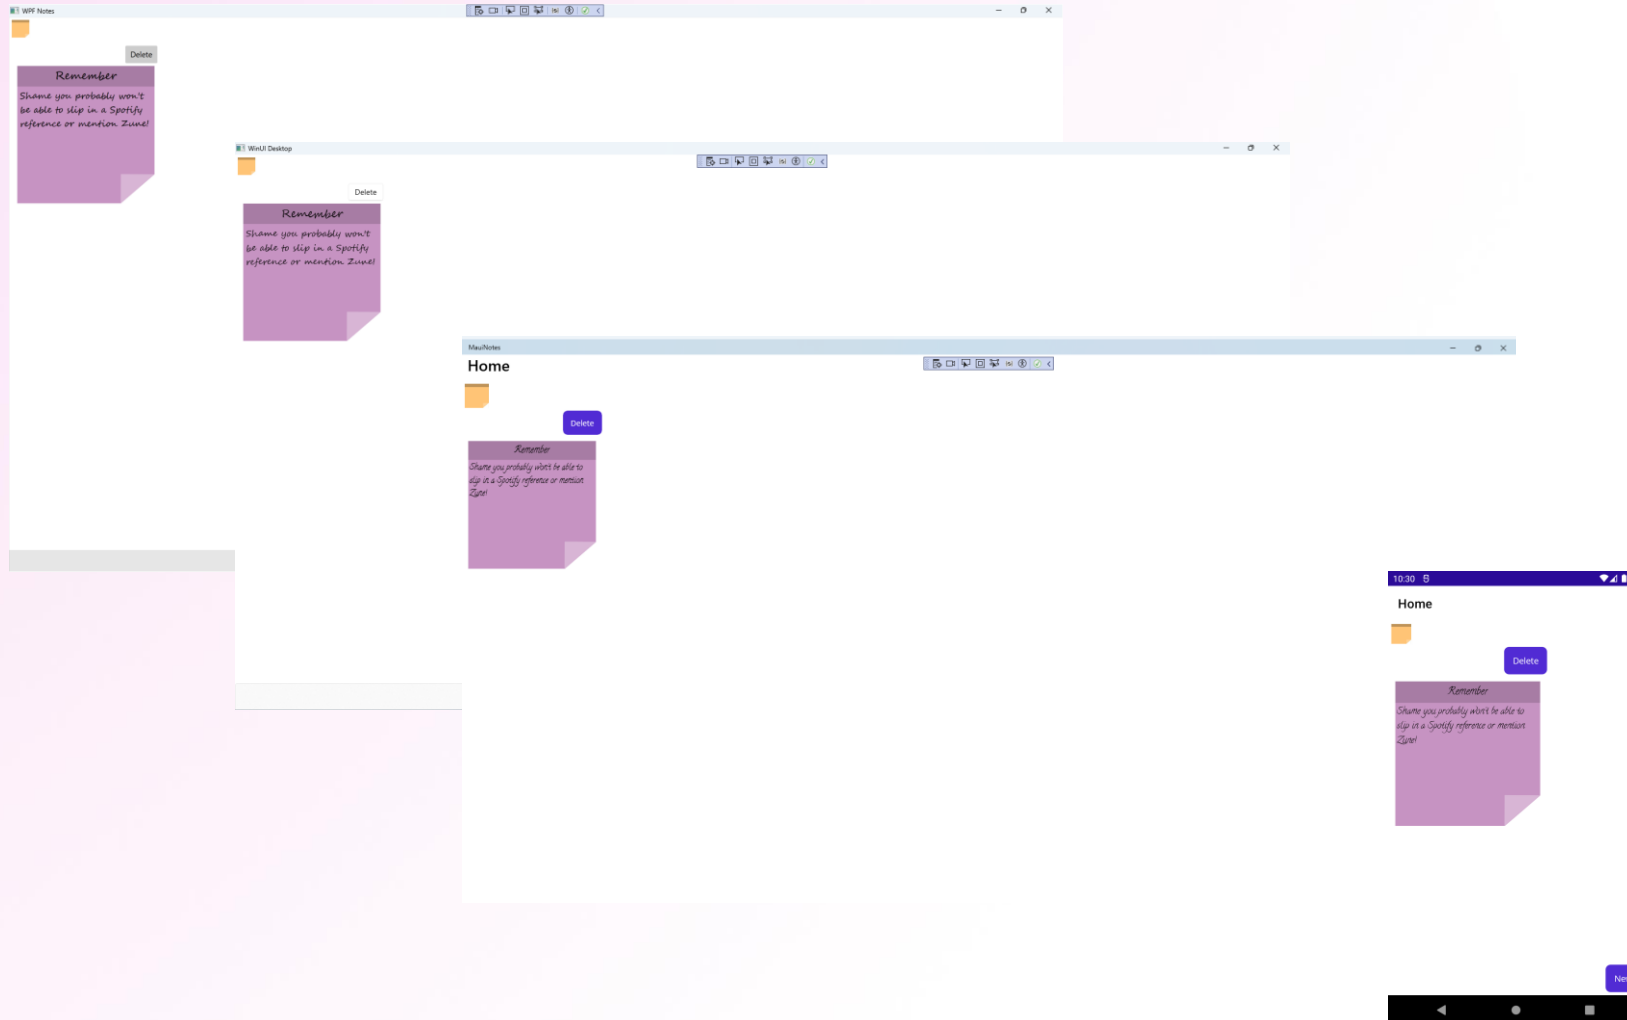 WPF Notes
Delete
Remember
Shame you probably won't
be able to slip in a Spotify
reference or mention Zune!
WinUI Desktop
Delete
Remember
Shame you probably won't
be able to slip in a Spotify
reference or mention Zune!
MauiNotes
Home
Delete
Remember
Shame you probably won't be able to
slip in a Spotify reference or mention
Zune!
10:30
Home
Delete
Remember
Shame you probably won't be able to
slip in a Spotify reference or mention
Zune!